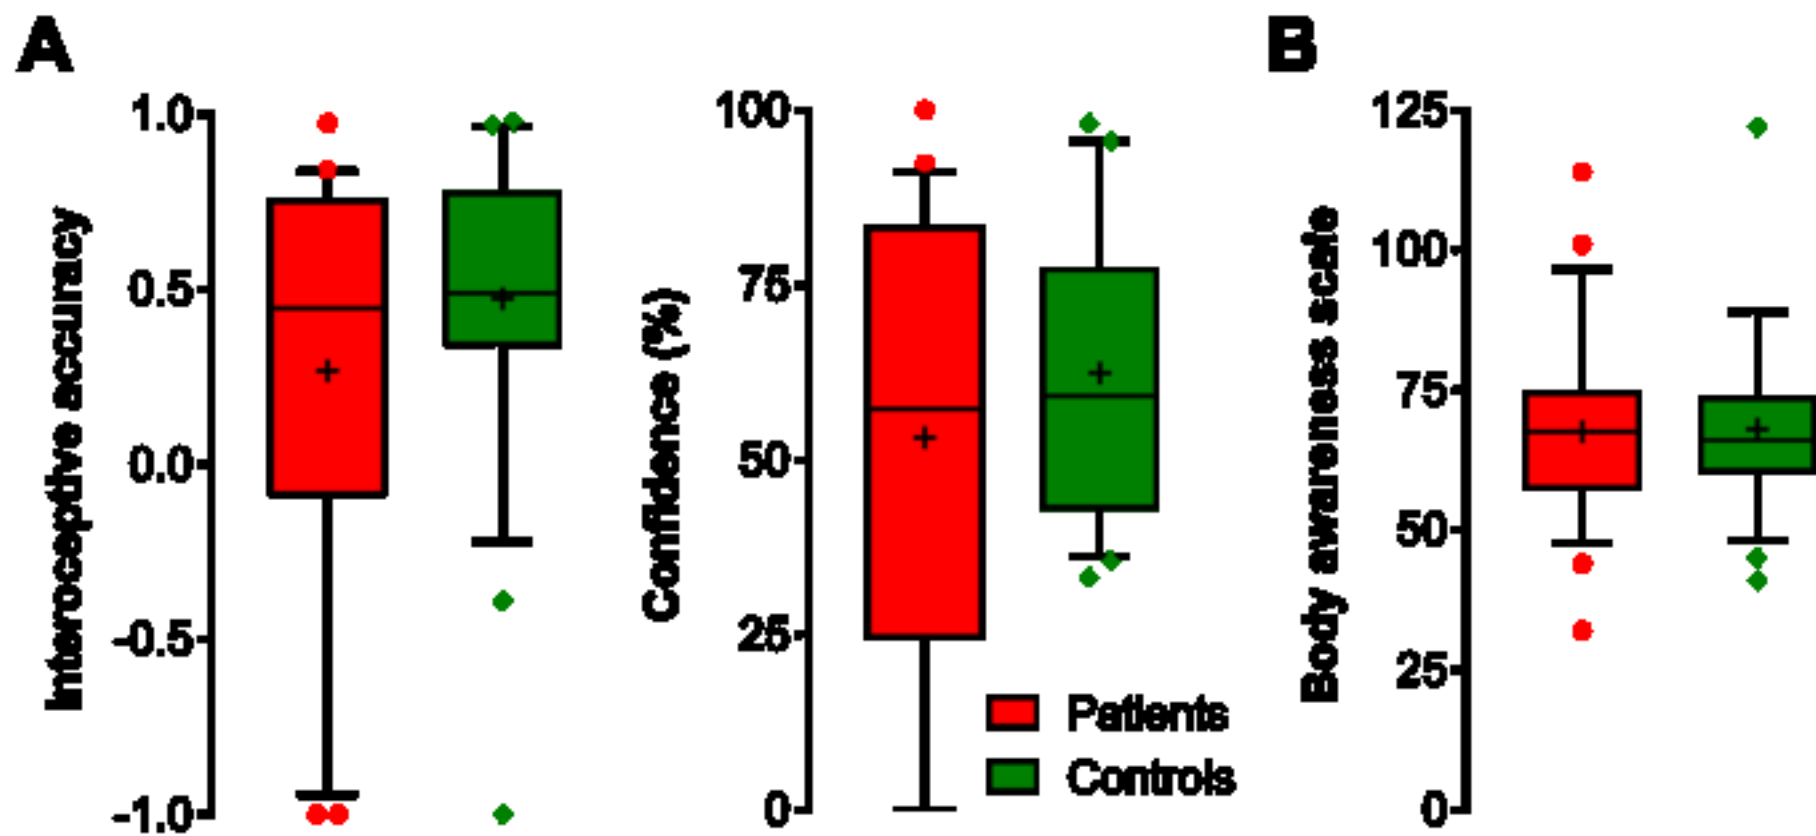 A
B
Interoceptive accuracy
1.0
0.5
0.0
-0.5
-1.0
Confidence (%)
100
75
50
25
0
Patients
Controls
Body awareness scale
125
100
75
50
25
0